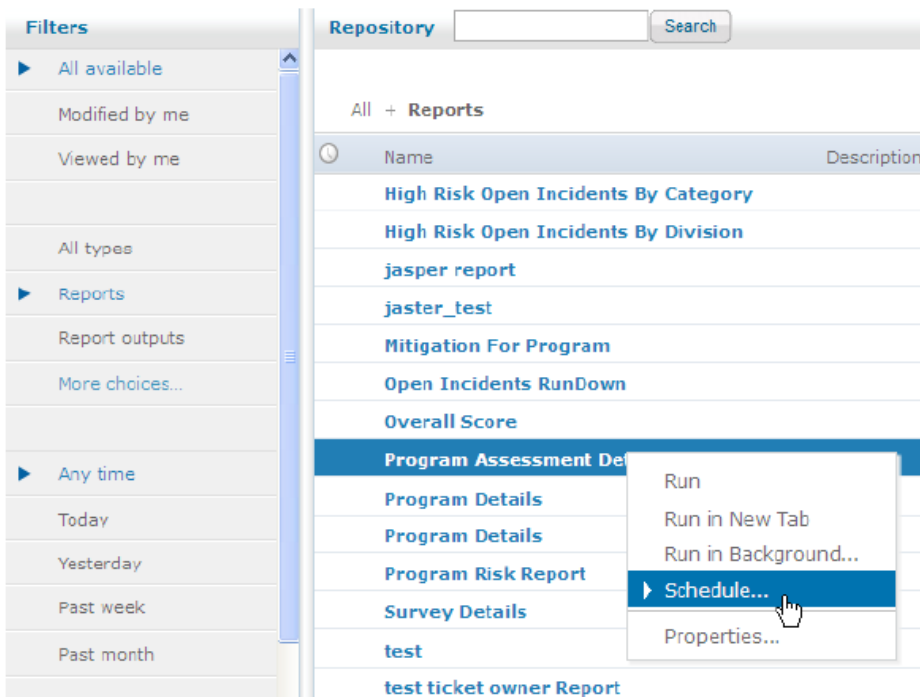 Filters
All available
Modified by me
Viewed by me
All types
Reports
Report outputs
More choices...
Any time
Today
Yesterday
Past week
Past month
Repository
Search
All + Reports
Name Description
High Risk Open Incidents By Category
High Risk Open Incidents By Division
jasper report
jaster_test
Mitigation For Program
Open Incidents RunDown
Overall Score
Program Assessment
Program Details
Program Details
Program Risk Report
Survey Details
test
test ticket owner Report
Run
Run in New Tab
Run in Background...
Schedule...
Properties...